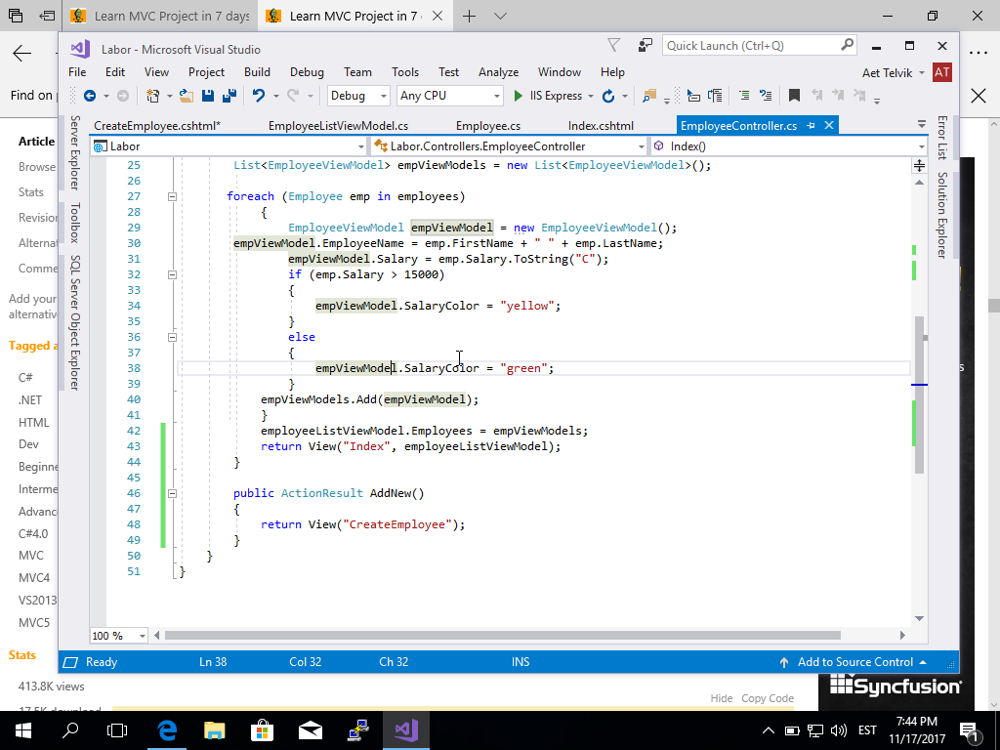 Learn MVC Project in 7 days
Learn MVC Project in 7
Find on
Labor - Microsoft Visual Studio
Quick Launch (Ctrl+Q)
File Edit View Project Build Debug Team Tools Test Analyze Window Help
Aet Telvik AT
Debug Any CPU IIS Express
CreateEmployee.cshtml* EmployeeListViewModel.cs Employee.cs Index.cshtml EmployeeController.cs
Labor Labor.Controllers.EmployeeController Index()
Server Explorer
Toolbox
SQL Server Object Explorer
Error List
Solution Explorer
25 List<EmployeeViewModel> empViewModels = new List<EmployeeViewModel>();
26
27 foreach (Employee emp in employees)
28 {
29 EmployeeViewModel empViewModel = new EmployeeViewModel();
30 empViewModel.EmployeeName = emp.FirstName + " " + emp.LastName;
31 empViewModel.Salary = emp.Salary.ToString("C");
32 if (emp.Salary > 15000)
33 {
34 empViewModel.SalaryColor = "yellow";
35 }
36 else
37 {
38 empViewModel.SalaryColor = "green";
39 }
40 empViewModels.Add(empViewModel);
41 }
42 employeeListViewModel.Employees = empViewModels;
43 return View("Index", employeeListViewModel);
44 }
45
46 public ActionResult AddNew()
47 {
48 return View("CreateEmployee");
49 }
50 }
51 }
100 %
Ready Ln 38 Col 32 Ch 32 INS Add to Source Control
Article
Browse
Stats
Revision
Alterna
Comme
Add your
alternativ
Tagged a
C#
.NET
HTML
Dev
Beginne
Interme
Advanc
C#4.0
MVC
MVC4
VS2013
MVC5
Stats
413.8K views
17.5K download
Hide Copy Code
Syncfusion
s
EST
7:44 PM
11/17/2017
1